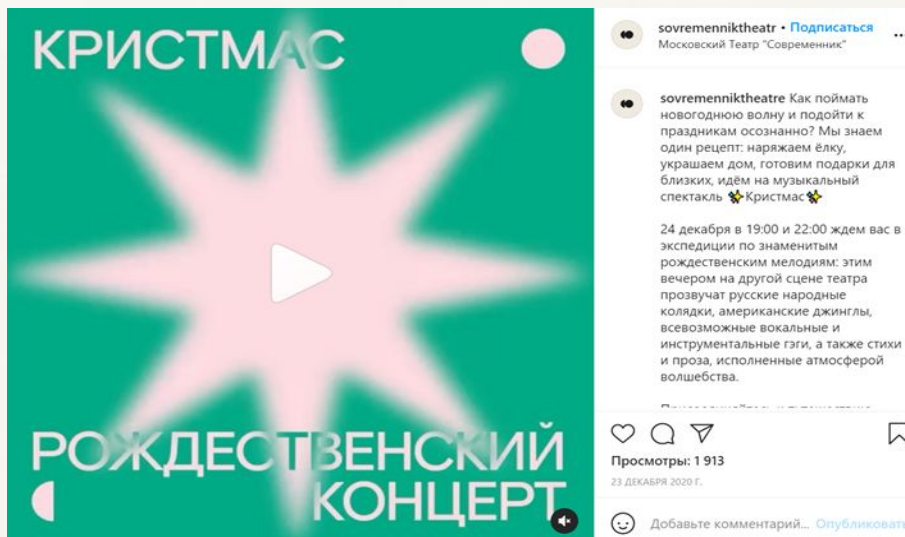 КРИСТМАС
РОЖДЕСТВЕНСКИЙ
КОНЦЕРТ
sovremenniktheatr • Подписаться
Московский Театр "Современник"
sovremenniktheatre Как поймать
новогоднюю волну и подойти к
праздникам осознанно? Мы знаем
один рецепт: наряжаем ёлку,
украшаем дом, готовим подарки для
близких, идём на музыкальный
спектакль ✨Кристмас✨
24 декабря в 19:00 и 22:00 ждем вас в
экспедиции по знаменитым
рождественским мелодиям: этим
вечером на другой сцене театра
прозвучат русские народные
колядки, американские джинглы,
всевозможные вокальные и
инструментальные гэги, а также стихи
и проза, исполненные атмосферой
волшебства.
Просмотры: 1 913
23 ДЕКАБРЯ 2020 Г.
Добавьте комментарий... Опубликовать